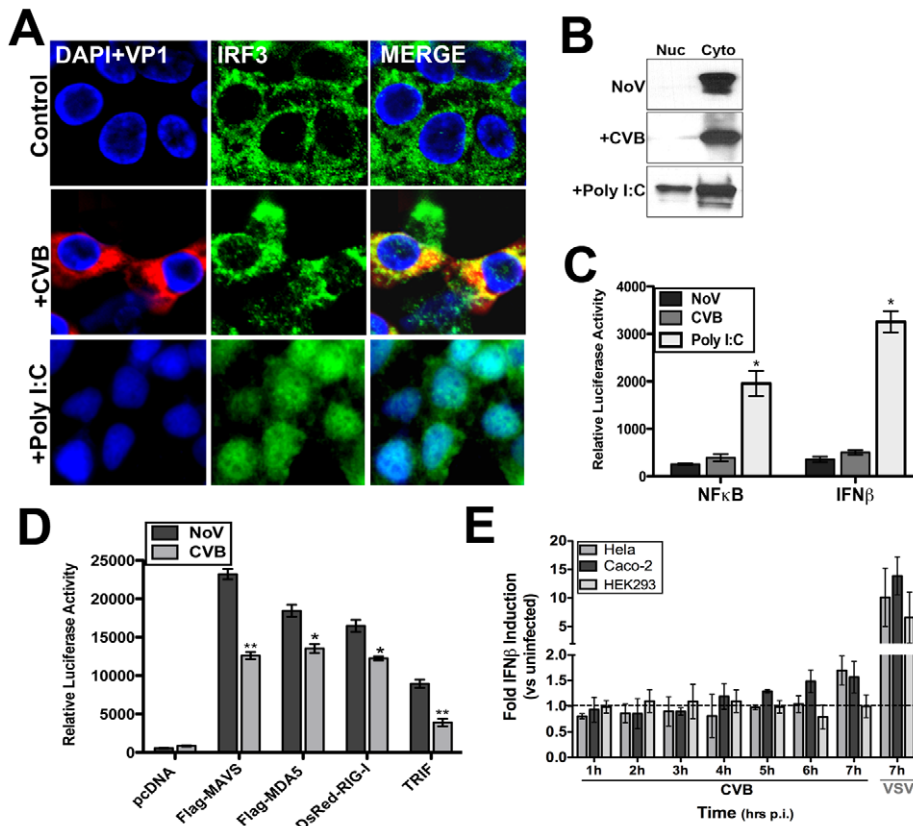 A
DAPI+VP1 IRF3 MERGE
Control
+CVB
+Poly I:C
B
Nuc Cyto
NoV
+CVB
+Poly I:C
C
Relative Luciferase Activity
4000
3000
2000
1000
0
NoV
CVB
Poly I:C
*
*
NFκB IFNβ
D
Relative Luciferase Activity
25000
20000
15000
10000
5000
0
NoV
CVB
**
*
*
**
pcDNA
Flag-MAVS
Flag-MDA5
DsRed-RIG-I
TRIF
E
Fold IFNβ Induction
(vs uninfected)
20
15
10
5
2.0
1.5
1.0
0.5
0.0
Hela
Caco-2
HEK293
1h 2h 3h 4h 5h 6h 7h 7h
CVB VSV
Time (hrs p.i.)